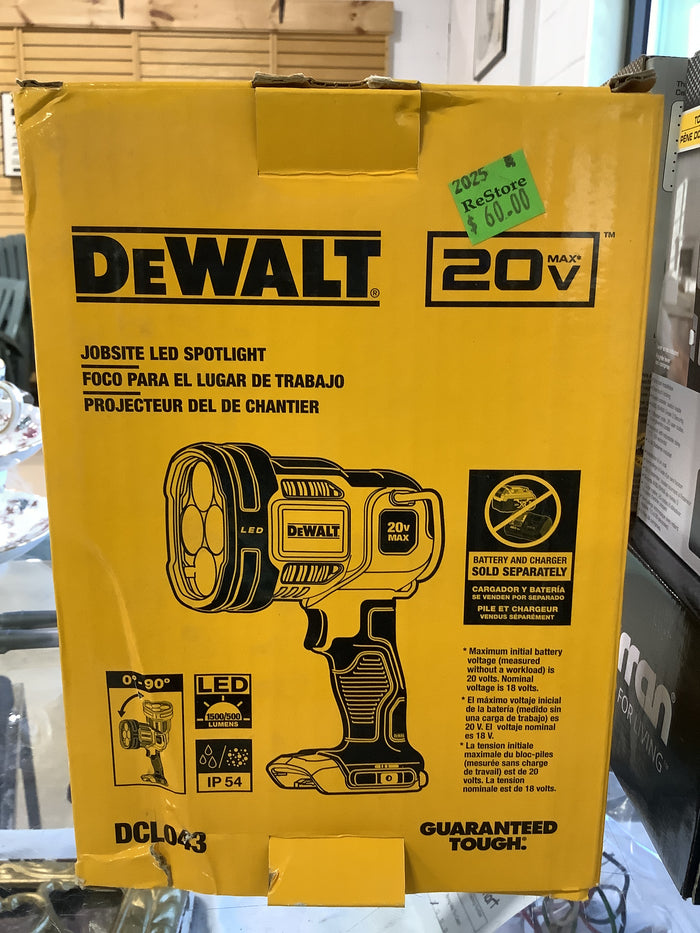 2025
ReStore
$ 60.00
DEWALT®
20V MAX* ™
JOBSITE LED SPOTLIGHT
FOCO PARA EL LUGAR DE TRABAJO
PROJECTEUR DEL DE CHANTIER
LED
DEWALT
20V
MAX
BATTERY AND CHARGER
SOLD SEPARATELY
CARGADOR Y BATERÍA
SE VENDEN POR SEPARADO
PILE ET CHARGEUR
VENDUS SÉPARÉMENT
* Maximum initial battery
voltage (measured
without a workload) is
20 volts. Nominal
voltage is 18 volts.
* El máximo voltaje inicial
de la batería (medido sin
una carga de trabajo) es
20 V. El voltaje nominal
es 18 V.
* La tension initiale
maximale du bloc-piles
(mesurée sans charge
de travail) est de 20
volts. La tension
nominale est de 18 volts.
0°-90°
LED
1500/500
LUMENS
IP 54
DCL043
GUARANTEED
TOUGH.®